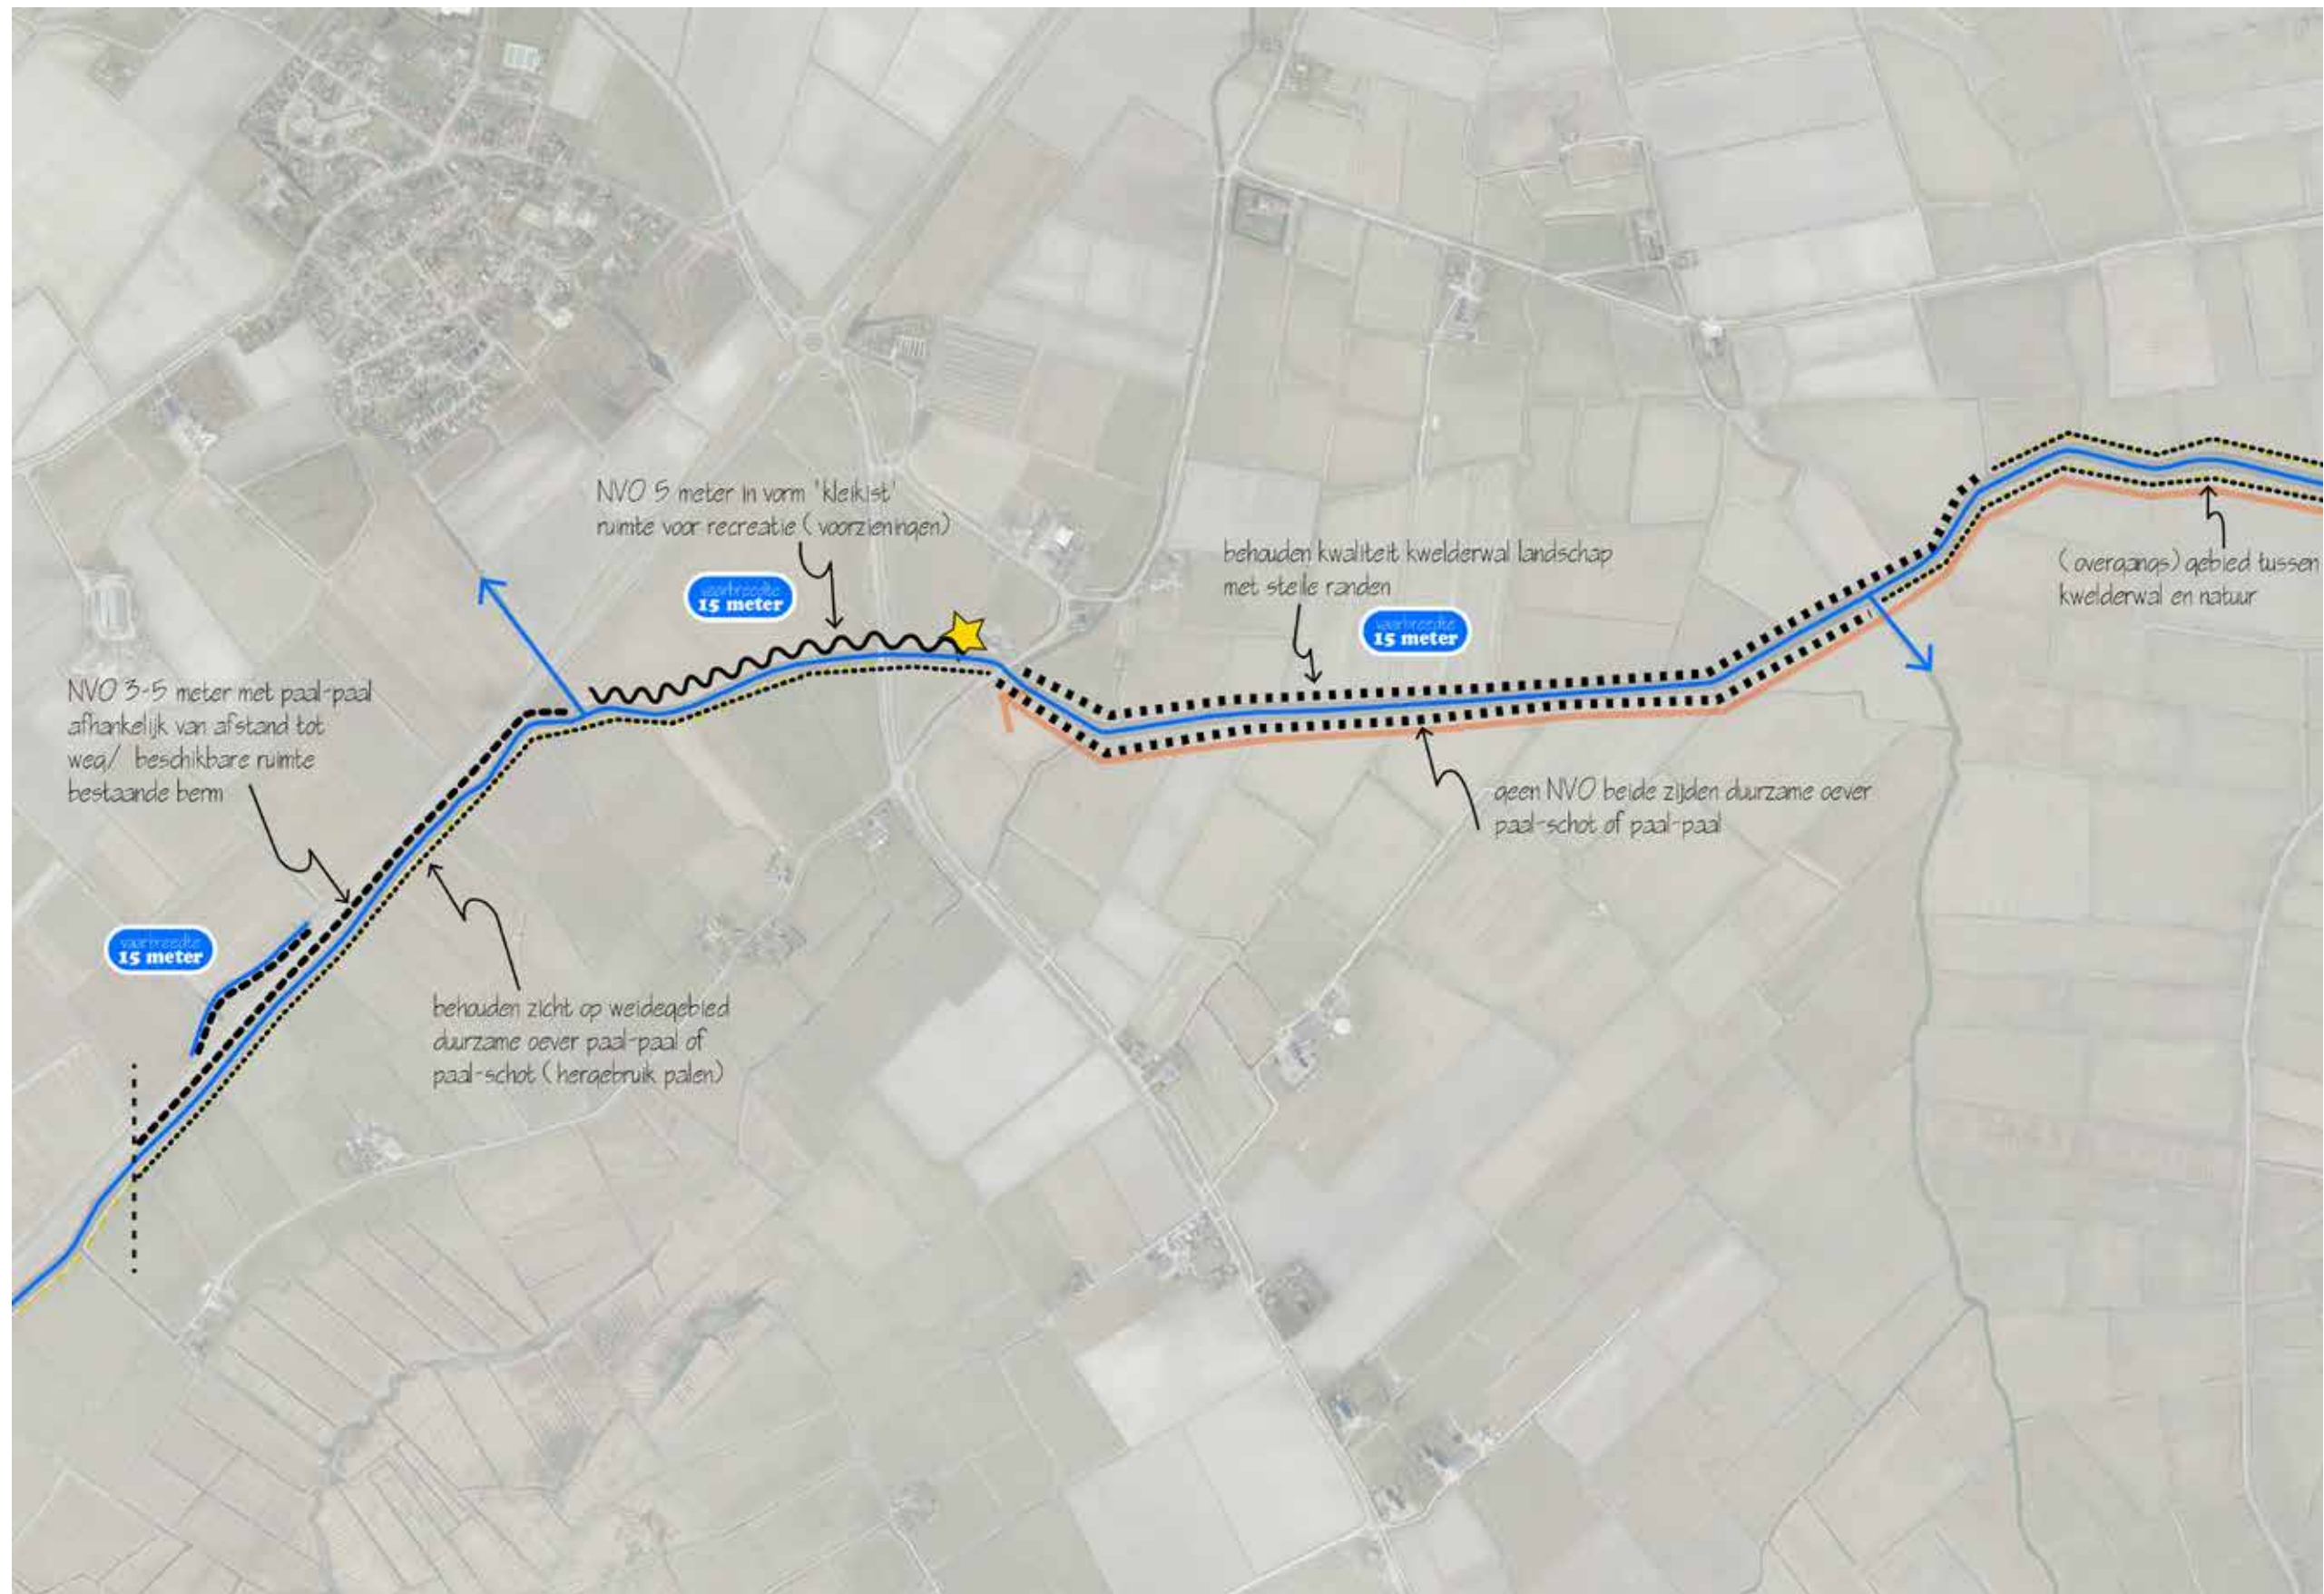 NVO 5 meter in vorm 'kleikist'
ruimte voor recreatie ( voorzieningen)
vaarbreedte
15 meter
behouden kwaliteit kwelderwal landschap
met steile randen
vaarbreedte
15 meter
( overgangs) gebied tussen
kwelderwal en natuur
NVO 3-5 meter met paal-paal
afhankelijk van afstand tot
weg/ beschikbare ruimte
bestaande berm
geen NVO beide zijden duurzame oever
paal-schot of paal-paal
vaarbreedte
15 meter
behouden zicht op weidegebied
duurzame oever paal-paal of
paal-schot ( hergebruik palen)